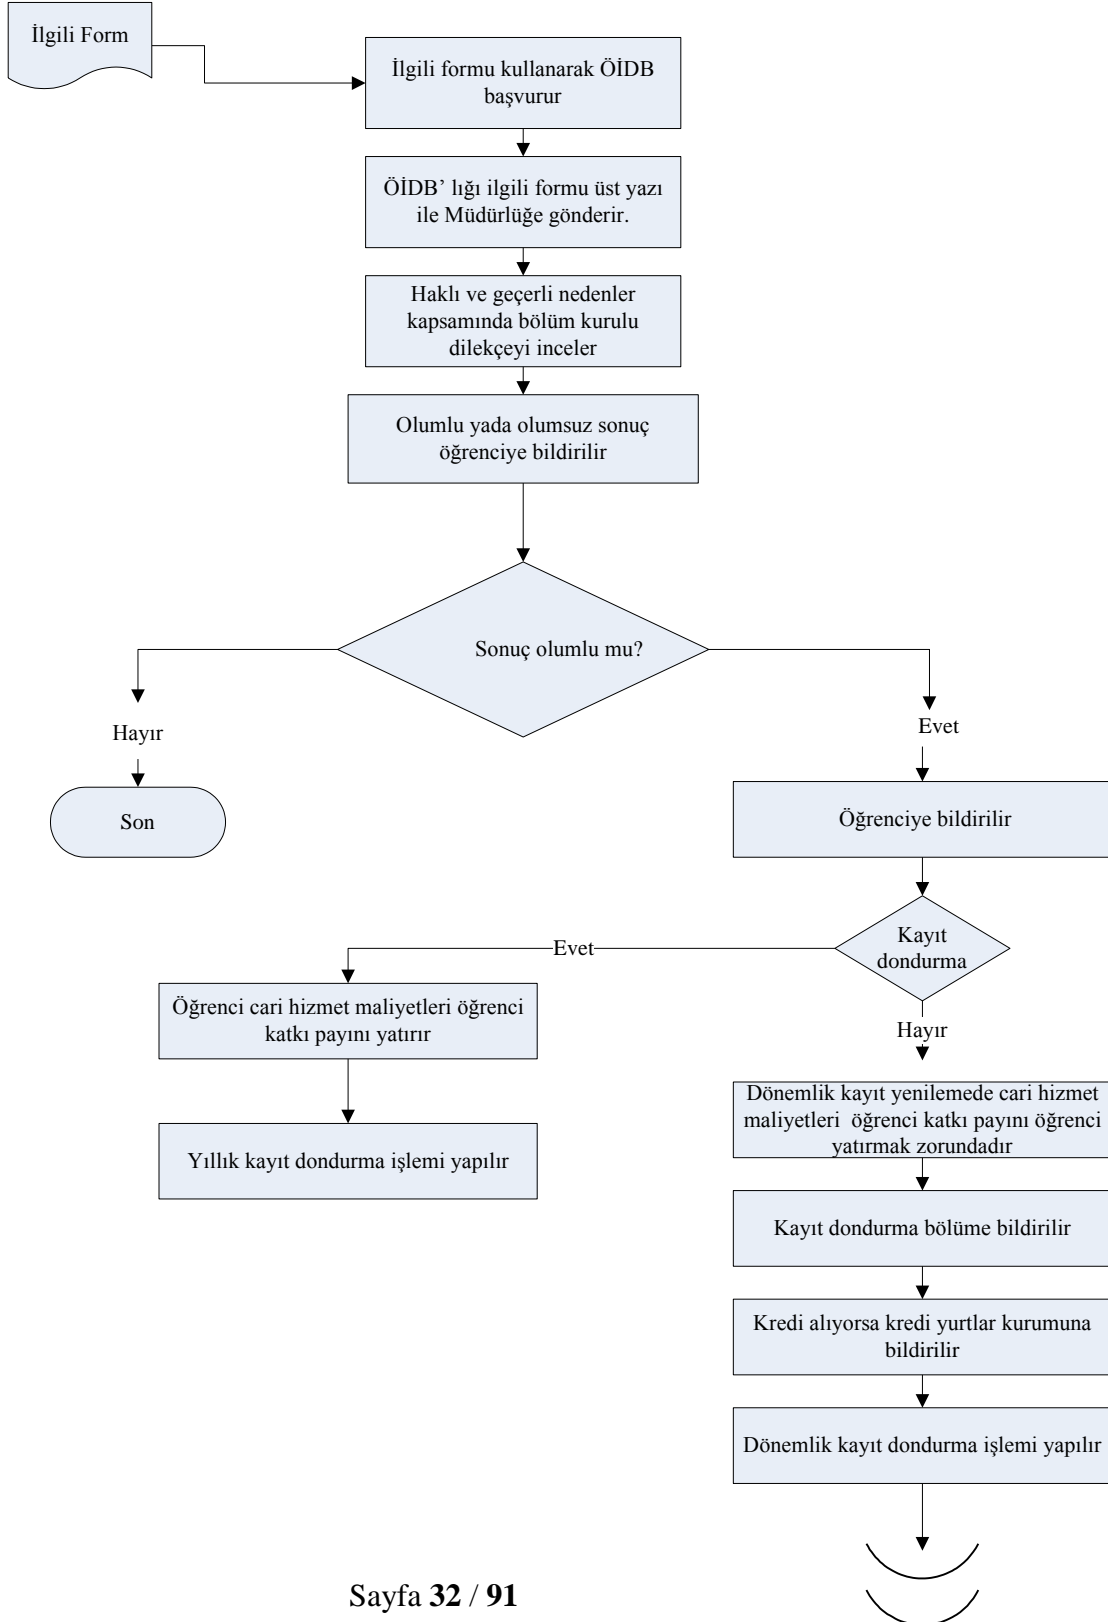 İlgili Form
İlgili formu kullanarak ÖİDB
başvurur
ÖİDB’ lığı ilgili formu üst yazı
ile Müdürlüğe gönderir.
Haklı ve geçerli nedenler
kapsamında bölüm kurulu
dilekçeyi inceler
Olumlu yada olumsuz sonuç
öğrenciye bildirilir
Sonuç olumlu mu?
Hayır
Evet
Son
Öğrenciye bildirilir
Kayıt
dondurma
Evet
Öğrenci cari hizmet maliyetleri öğrenci
katkı payını yatırır
Hayır
Dönemlik kayıt yenilemede cari hizmet
maliyetleri  öğrenci katkı payını öğrenci
yatırmak zorundadır
Yıllık kayıt dondurma işlemi yapılır
Kayıt dondurma bölüme bildirilir
Kredi alıyorsa kredi yurtlar kurumuna
bildirilir
Dönemlik kayıt dondurma işlemi yapılır
Sayfa 32 / 91